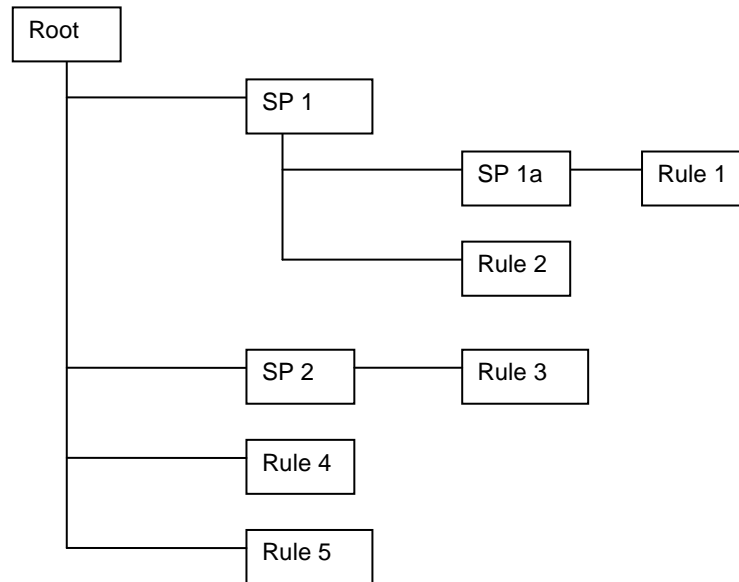 Root
SP 1
SP 1a
Rule 1
Rule 2
SP 2
Rule 3
Rule 4
Rule 5